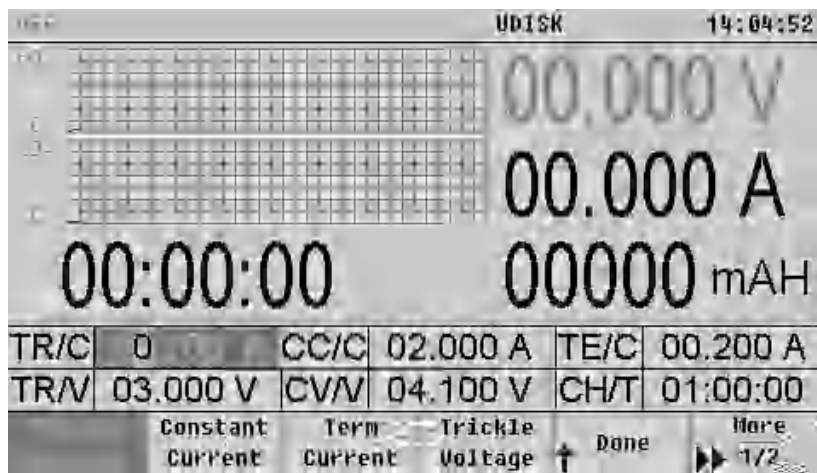 UDISK 14:04:52
00.000 V
00.000 A
00:00:00 00000 mAH
TR/C 0 CC/C 02.000 A TE/C 00.200 A
TR/V 03.000 V CV/V 04.100 V CH/T 01:00:00
Constant Current Term Current Trickle Voltage Done More 1/2